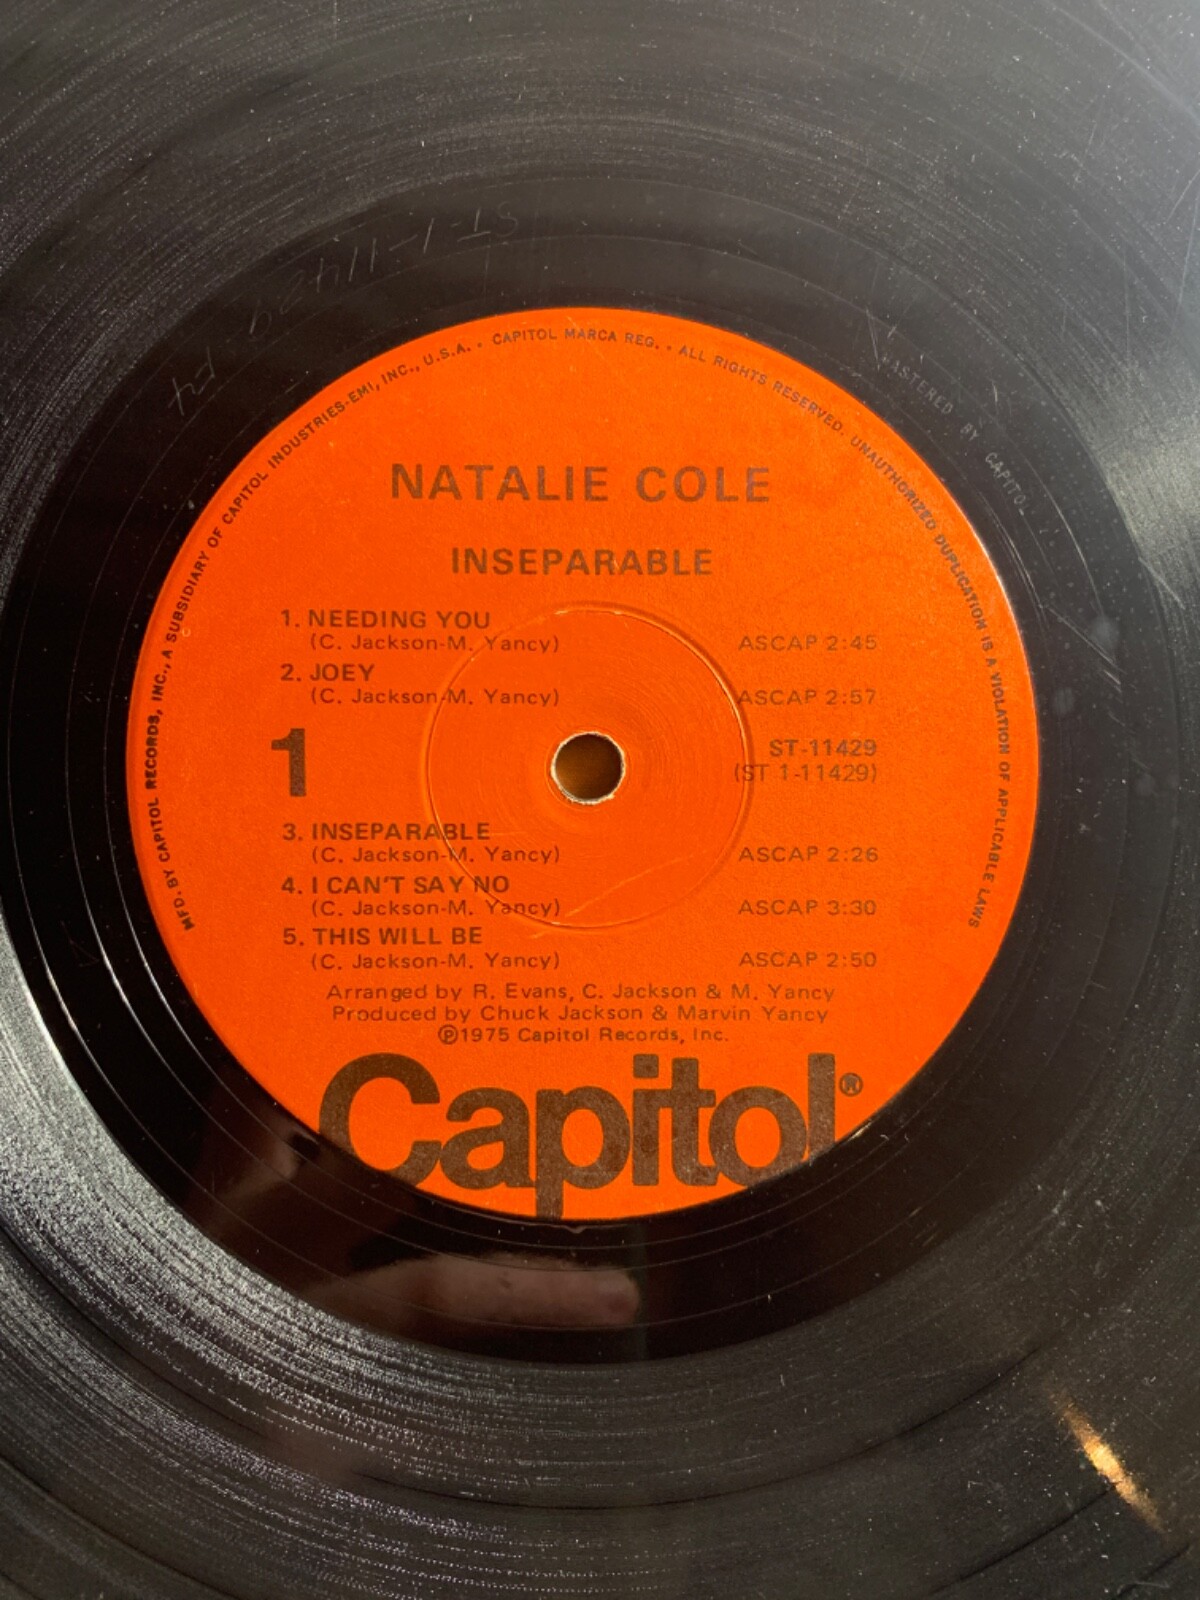 ST-1-11429 F4
MASTERED BY CAPITOL
MFD. BY CAPITOL RECORDS, INC., A SUBSIDIARY OF CAPITOL INDUSTRIES-EMI, INC., U.S.A. . CAPITOL MARCA REG. . ALL RIGHTS RESERVED. UNAUTHORIZED DUPLICATION IS A VIOLATION OF APPLICABLE LAWS
NATALIE COLE
INSEPARABLE
1. NEEDING YOU
(C. Jackson-M. Yancy) ASCAP 2:45
2. JOEY
(C. Jackson-M. Yancy) ASCAP 2:57
1 ST-11429
(ST 1-11429)
3. INSEPARABLE
(C. Jackson-M. Yancy) ASCAP 2:26
4. I CAN'T SAY NO
(C. Jackson-M. Yancy) ASCAP 3:30
5. THIS WILL BE
(C. Jackson-M. Yancy) ASCAP 2:50
Arranged by R. Evans, C. Jackson & M. Yancy
Produced by Chuck Jackson & Marvin Yancy
℗1975 Capitol Records, Inc.
Capitol®